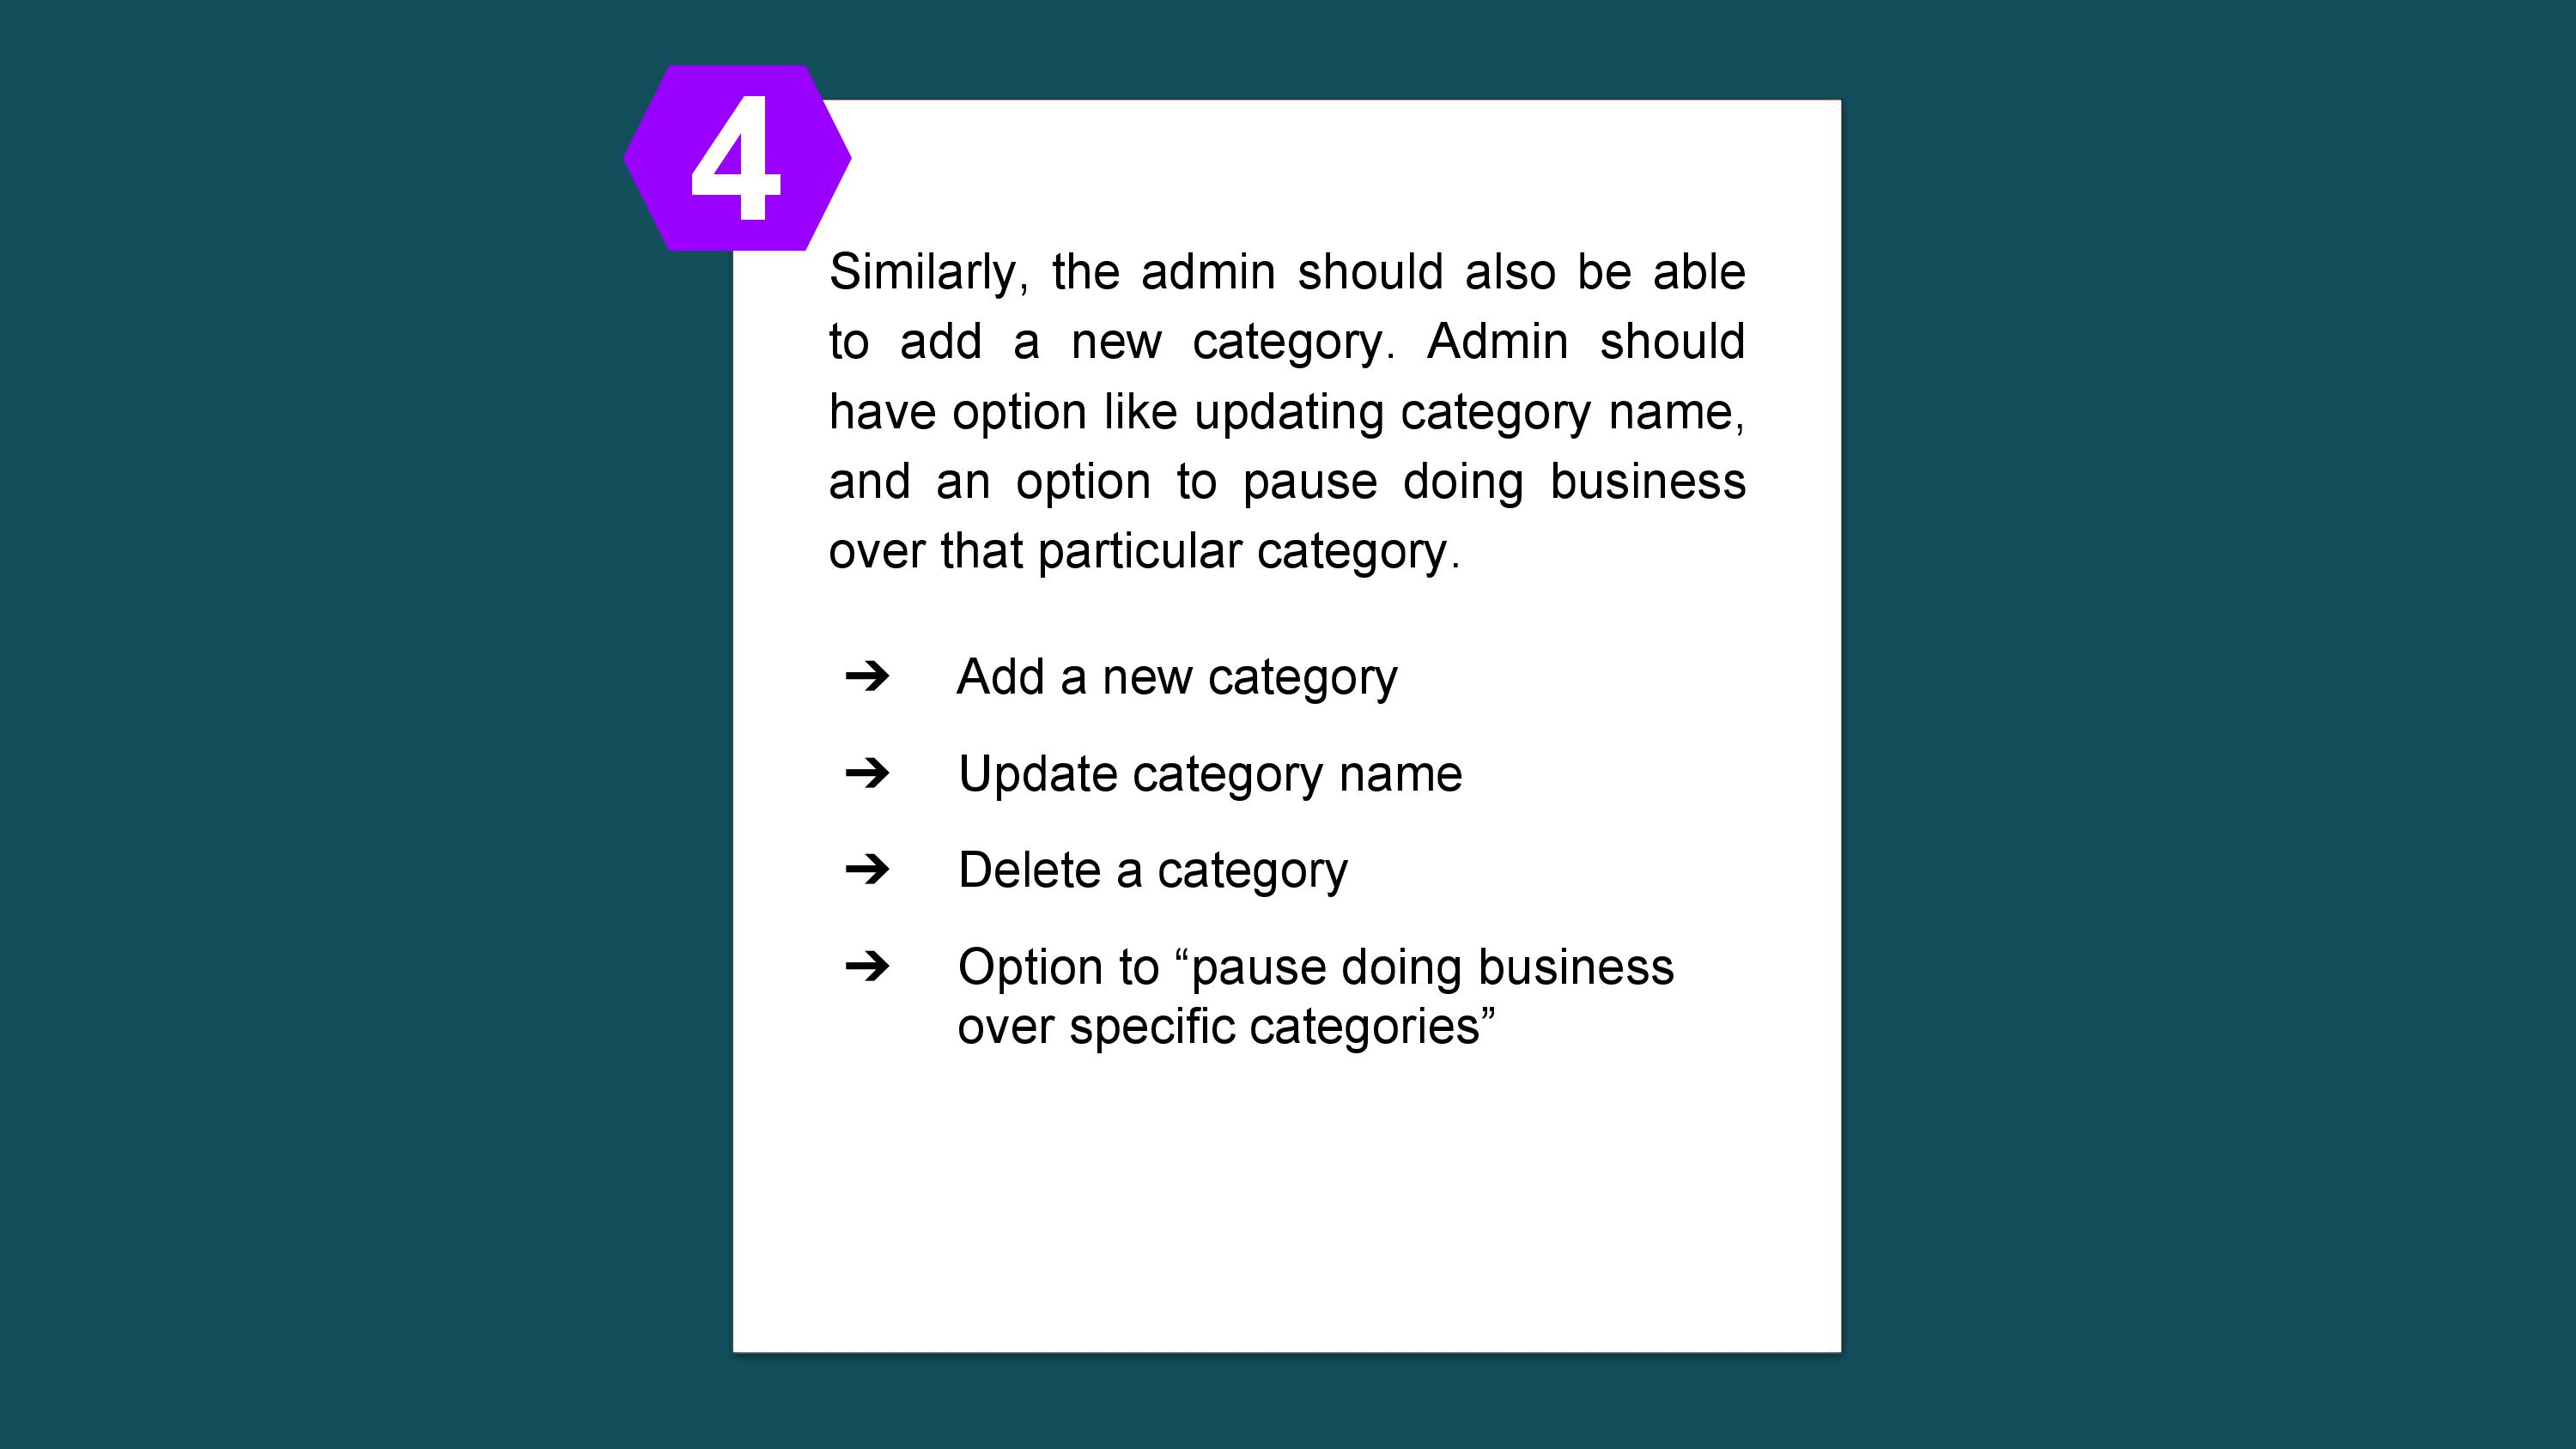 4
Similarly, the admin should also be able
to add a new category. Admin should
have option like updating category name,
and an option to pause doing business
over that particular category.
➔ Add a new category
➔ Update category name
➔ Delete a category
➔ Option to “pause doing business
over specific categories”